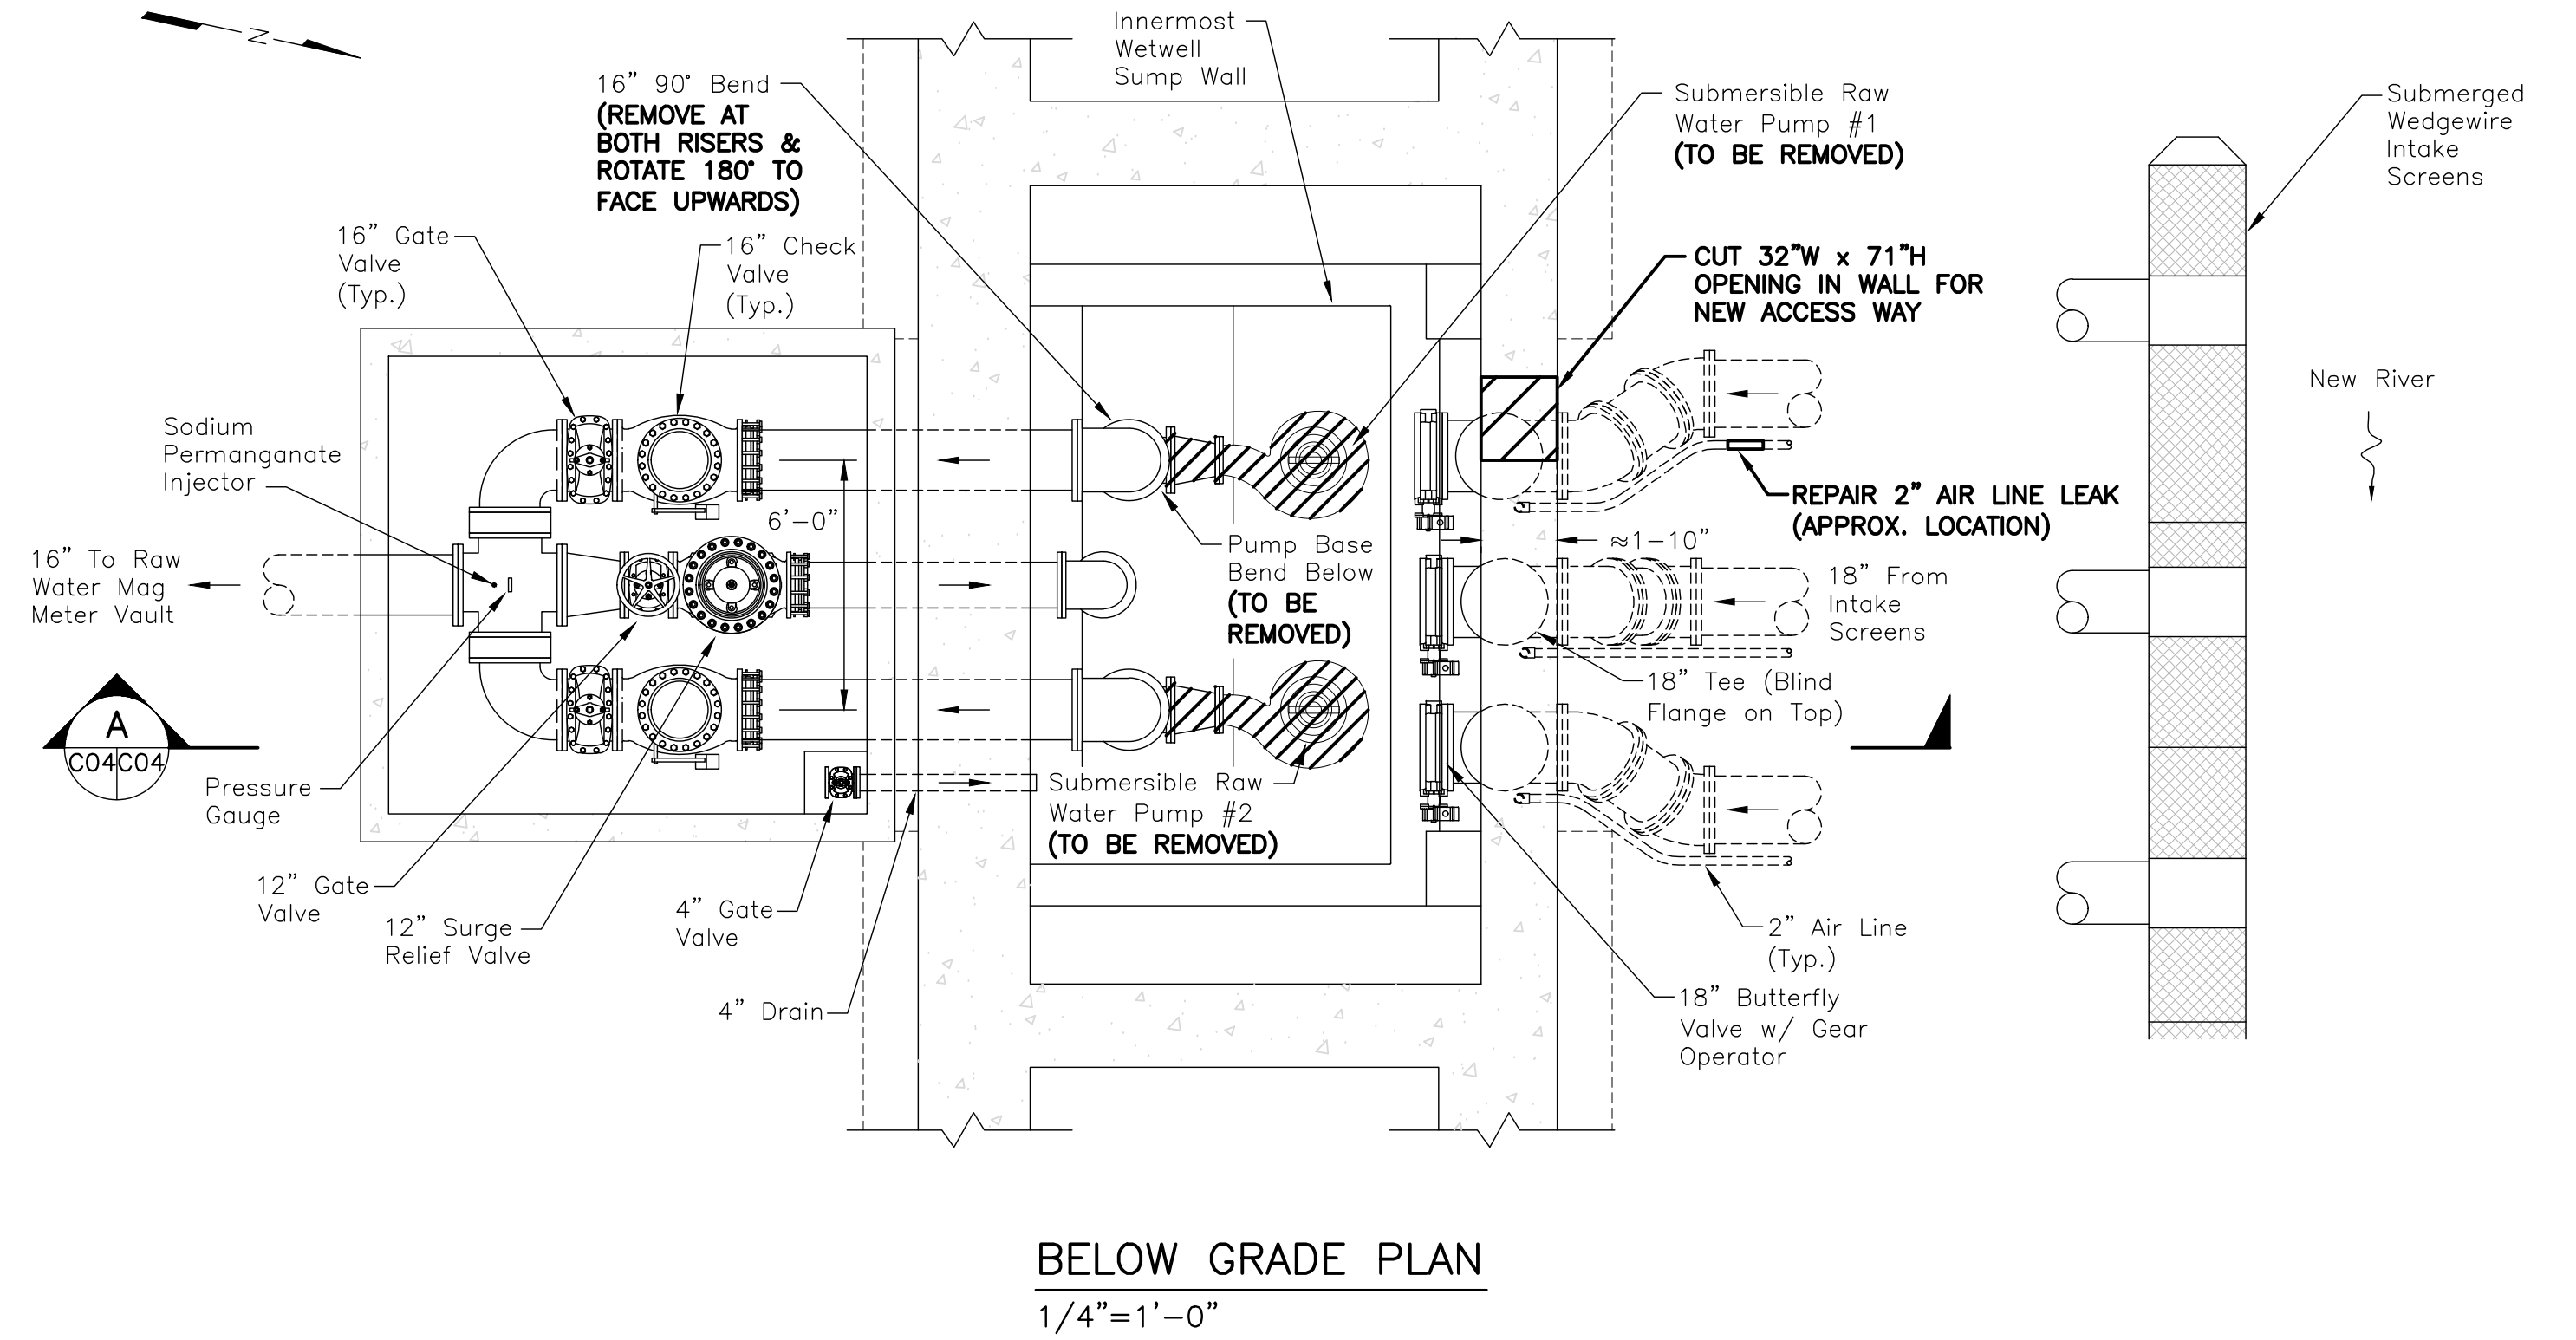 N
Innermost
Wetwell
Sump Wall
16" 90° Bend
(REMOVE AT
BOTH RISERS &
ROTATE 180° TO
FACE UPWARDS)
Submersible Raw
Water Pump #1
(TO BE REMOVED)
Submerged
Wedgewire
Intake
Screens
16" Gate
Valve
(Typ.)
16" Check
Valve
(Typ.)
CUT 32"W x 71"H
OPENING IN WALL FOR
NEW ACCESS WAY
New River
Sodium
Permanganate
Injector
6'-0"
REPAIR 2" AIR LINE LEAK
(APPROX. LOCATION)
16" To Raw
Water Mag
Meter Vault
Pump Base
Bend Below
(TO BE
REMOVED)
≈1-10"
18" From
Intake
Screens
18" Tee (Blind
Flange on Top)
A
C04 C04
Pressure
Gauge
Submersible Raw
Water Pump #2
(TO BE REMOVED)
12" Gate
Valve
12" Surge
Relief Valve
4" Gate
Valve
4" Drain
2" Air Line
(Typ.)
18" Butterfly
Valve w/ Gear
Operator
BELOW GRADE PLAN
1/4"=1'-0"